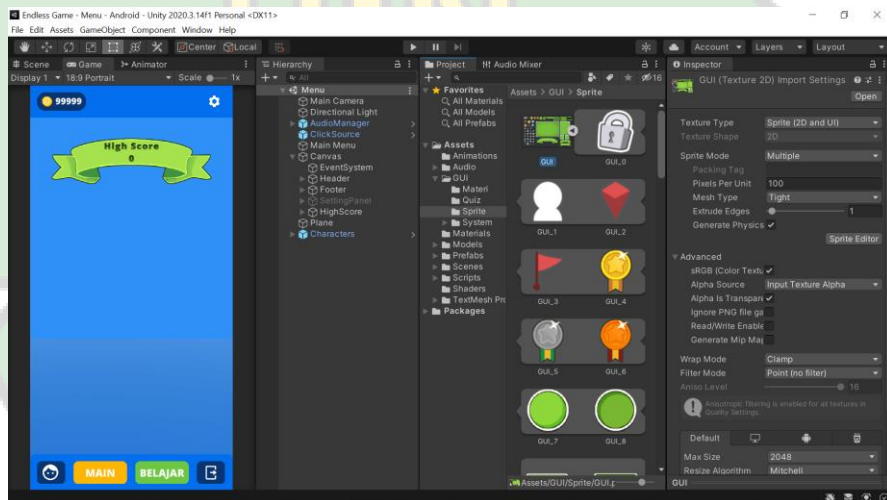 Endless Game - Menu - Android - Unity 2020.3.14f1 Personal <DX11>
File Edit Assets GameObject Component Window Help
Center Local
Account Layers Layout
Scene Game Animator
Display 1 18:9 Portrait Scale 1x
99999
High Score
0
MAIN BELAJAR
Hierarchy
All
Menu
Main Camera
Directional Light
AudioManager
ClickSource
Main Menu
Canvas
EventSystem
Header
Footer
SettingPanel
HighScore
Plane
Characters
Project Audio Mixer
16
Favorites
All Materials
All Models
All Prefabs
Assets
Animations
Audio
GUI
Materi
Quiz
Sprite
System
Materials
Models
Prefabs
Scenes
Scripts
Shaders
TextMesh Pro
Packages
Assets > GUI > Sprite
GUI GUI_0
GUI_1 GUI_2
GUI_3 GUI_4
GUI_5 GUI_6
GUI_7 GUI_8
Assets/GUI/Sprite/GUI.p
Inspector
GUI (Texture 2D) Import Settings
Open
Texture Type Sprite (2D and UI)
Texture Shape 2D
Sprite Mode Multiple
Packing Tag
Pixels Per Unit 100
Mesh Type Tight
Extrude Edges 1
Generate Physics
Sprite Editor
Advanced
sRGB (Color Textu
Alpha Source Input Texture Alpha
Alpha Is Transpare
Ignore PNG file ga
Read/Write Enable
Generate Mip Map
Wrap Mode Clamp
Filter Mode Point (no filter)
Aniso Level 16
Anisotropic filtering is enabled for all textures in
Quality Settings.
Default
Max Size 2048
Resize Algorithm Mitchell
GUI